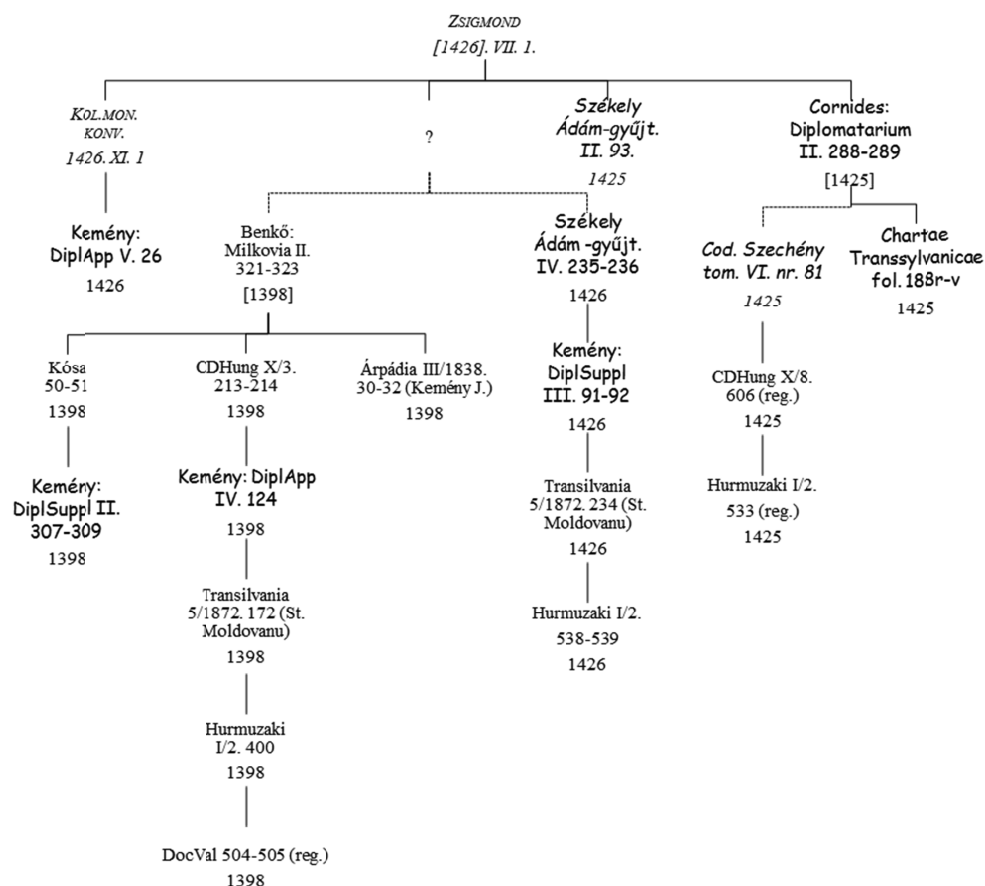 ZSIGMOND
[1426]. VII. 1.
KOL.MON.
KONV.
1426. XI. 1
Kemény:
DiplApp V. 26
1426
?
Benkő:
Milkovia II.
321-323
[1398]
Kósa
50-51
1398
Kemény:
DiplSuppl II.
307-309
1398
CDHung X/3.
213-214
1398
Kemény: DiplApp
IV. 124
1398
Transilvania
5/1872. 172 (St.
Moldovanu)
1398
Hurmuzaki
I/2. 400
1398
DocVal 504-505 (reg.)
1398
Árpádia III/1838.
30-32 (Kemény J.)
1398
Székely
Ádám-gyűjt.
IV. 235-236
1426
Kemény:
DiplSuppl
III. 91-92
1426
Transilvania
5/1872. 234 (St.
Moldovanu)
1426
Hurmuzaki I/2.
538-539
1426
Székely
Ádám-gyűjt.
II. 93.
1425
Cornides:
Diplomatarium
II. 288-289
[1425]
Cod. Szechény
tom. VI. nr. 81
1425
CDHung X/8.
606 (reg.)
1425
Hurmuzaki I/2.
533 (reg.)
1425
Chartae
Transsylvanicae
fol. 188r-v
1425